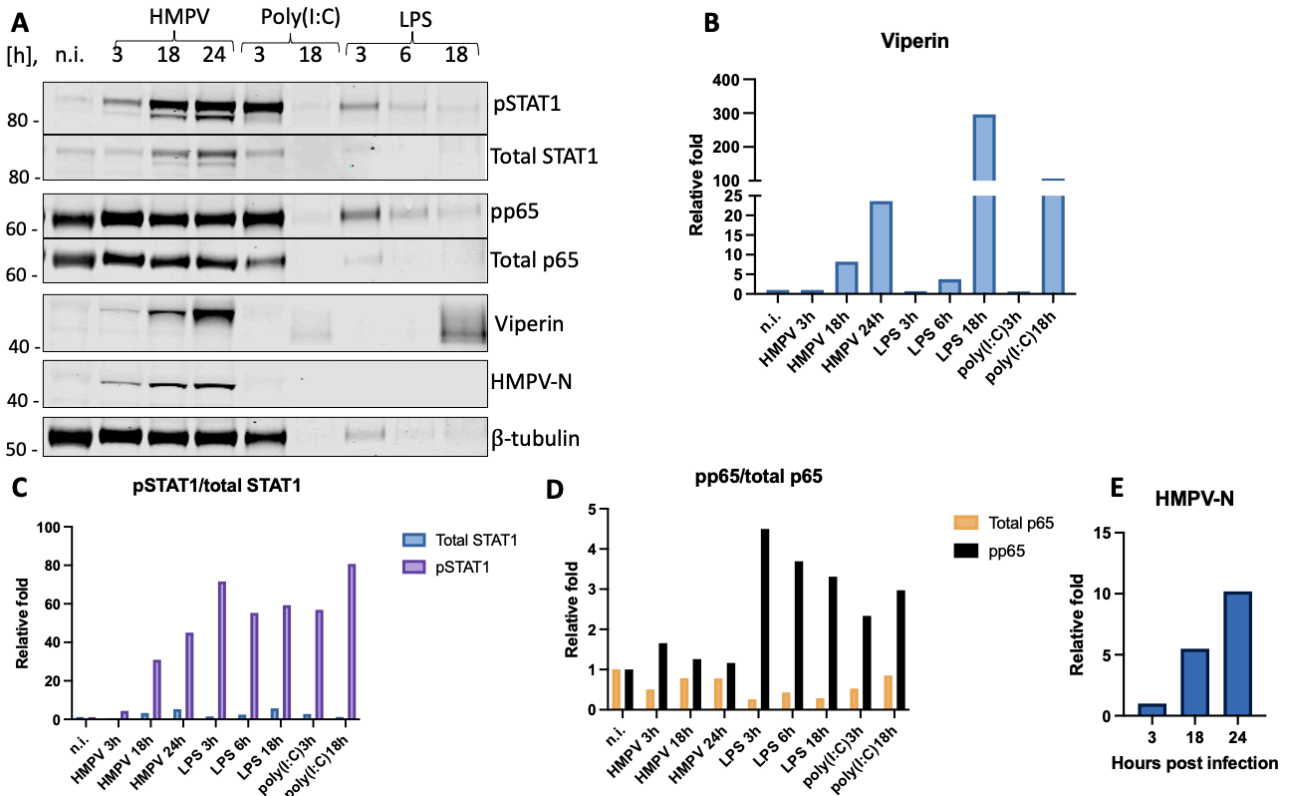 A
HMPV Poly(I:C) LPS
[h], n.i. 3 18 24 3 18 3 6 18
pSTAT1
80 -
Total STAT1
80 -
pp65
60 -
Total p65
60 -
Viperin
40 -
HMPV-N
40 -
β-tubulin
50 -
B
Viperin
Relative fold
400
300
200
100
25
20
15
10
5
0
n.i.
HMPV 3h
HMPV 18h
HMPV 24h
LPS 3h
LPS 6h
LPS 18h
poly(I:C)3h
poly(I:C)18h
C
pSTAT1/total STAT1
Relative fold
100
80
60
40
20
0
n.i.
HMPV 3h
HMPV 18h
HMPV 24h
LPS 3h
LPS 6h
LPS 18h
poly(I:C)3h
poly(I:C)18h
Total STAT1
pSTAT1
D
pp65/total p65
Relative fold
5
4
3
2
1
0
n.i.
HMPV 3h
HMPV 18h
HMPV 24h
LPS 3h
LPS 6h
LPS 18h
poly(I:C)3h
poly(I:C)18h
Total p65
pp65
E
HMPV-N
Relative fold
15
10
5
0
3 18 24
Hours post infection